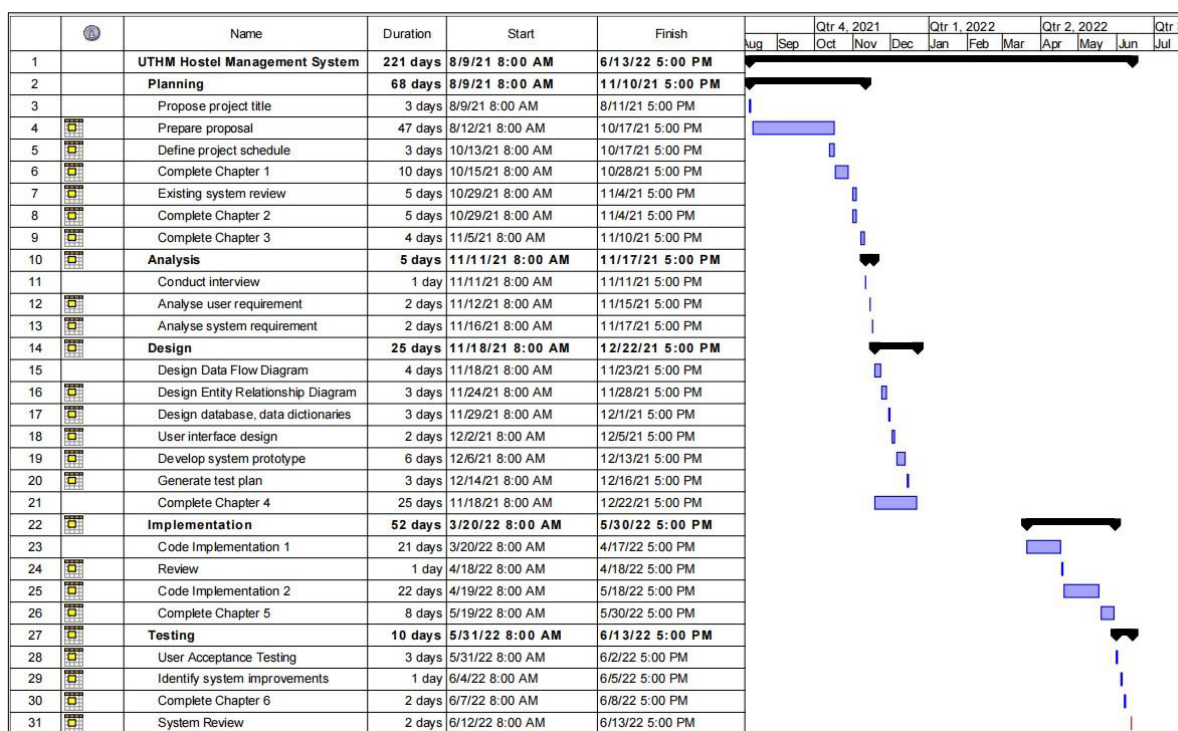 Name Duration Start Finish Qtr 4, 2021 Qtr 1, 2022 Qtr 2, 2022 Qtr
Aug Sep Oct Nov Dec Jan Feb Mar Apr May Jun Jul
1 UTHM Hostel Management System 221 days 8/9/21 8:00 AM 6/13/22 5:00 PM
2 Planning 68 days 8/9/21 8:00 AM 11/10/21 5:00 PM
3 Propose project title 3 days 8/9/21 8:00 AM 8/11/21 5:00 PM
4 Prepare proposal 47 days 8/12/21 8:00 AM 10/17/21 5:00 PM
5 Define project schedule 3 days 10/13/21 8:00 AM 10/17/21 5:00 PM
6 Complete Chapter 1 10 days 10/15/21 8:00 AM 10/28/21 5:00 PM
7 Existing system review 5 days 10/29/21 8:00 AM 11/4/21 5:00 PM
8 Complete Chapter 2 5 days 10/29/21 8:00 AM 11/4/21 5:00 PM
9 Complete Chapter 3 4 days 11/5/21 8:00 AM 11/10/21 5:00 PM
10 Analysis 5 days 11/11/21 8:00 AM 11/17/21 5:00 PM
11 Conduct interview 1 day 11/11/21 8:00 AM 11/11/21 5:00 PM
12 Analyse user requirement 2 days 11/12/21 8:00 AM 11/15/21 5:00 PM
13 Analyse system requirement 2 days 11/16/21 8:00 AM 11/17/21 5:00 PM
14 Design 25 days 11/18/21 8:00 AM 12/22/21 5:00 PM
15 Design Data Flow Diagram 4 days 11/18/21 8:00 AM 11/23/21 5:00 PM
16 Design Entity Relationship Diagram 3 days 11/24/21 8:00 AM 11/28/21 5:00 PM
17 Design database, data dictionaries 3 days 11/29/21 8:00 AM 12/1/21 5:00 PM
18 User interface design 2 days 12/2/21 8:00 AM 12/5/21 5:00 PM
19 Develop system prototype 6 days 12/6/21 8:00 AM 12/13/21 5:00 PM
20 Generate test plan 3 days 12/14/21 8:00 AM 12/16/21 5:00 PM
21 Complete Chapter 4 25 days 11/18/21 8:00 AM 12/22/21 5:00 PM
22 Implementation 52 days 3/20/22 8:00 AM 5/30/22 5:00 PM
23 Code Implementation 1 21 days 3/20/22 8:00 AM 4/17/22 5:00 PM
24 Review 1 day 4/18/22 8:00 AM 4/18/22 5:00 PM
25 Code Implementation 2 22 days 4/19/22 8:00 AM 5/18/22 5:00 PM
26 Complete Chapter 5 8 days 5/19/22 8:00 AM 5/30/22 5:00 PM
27 Testing 10 days 5/31/22 8:00 AM 6/13/22 5:00 PM
28 User Acceptance Testing 3 days 5/31/22 8:00 AM 6/2/22 5:00 PM
29 Identify system improvements 1 day 6/4/22 8:00 AM 6/5/22 5:00 PM
30 Complete Chapter 6 2 days 6/7/22 8:00 AM 6/8/22 5:00 PM
31 System Review 2 days 6/12/22 8:00 AM 6/13/22 5:00 PM